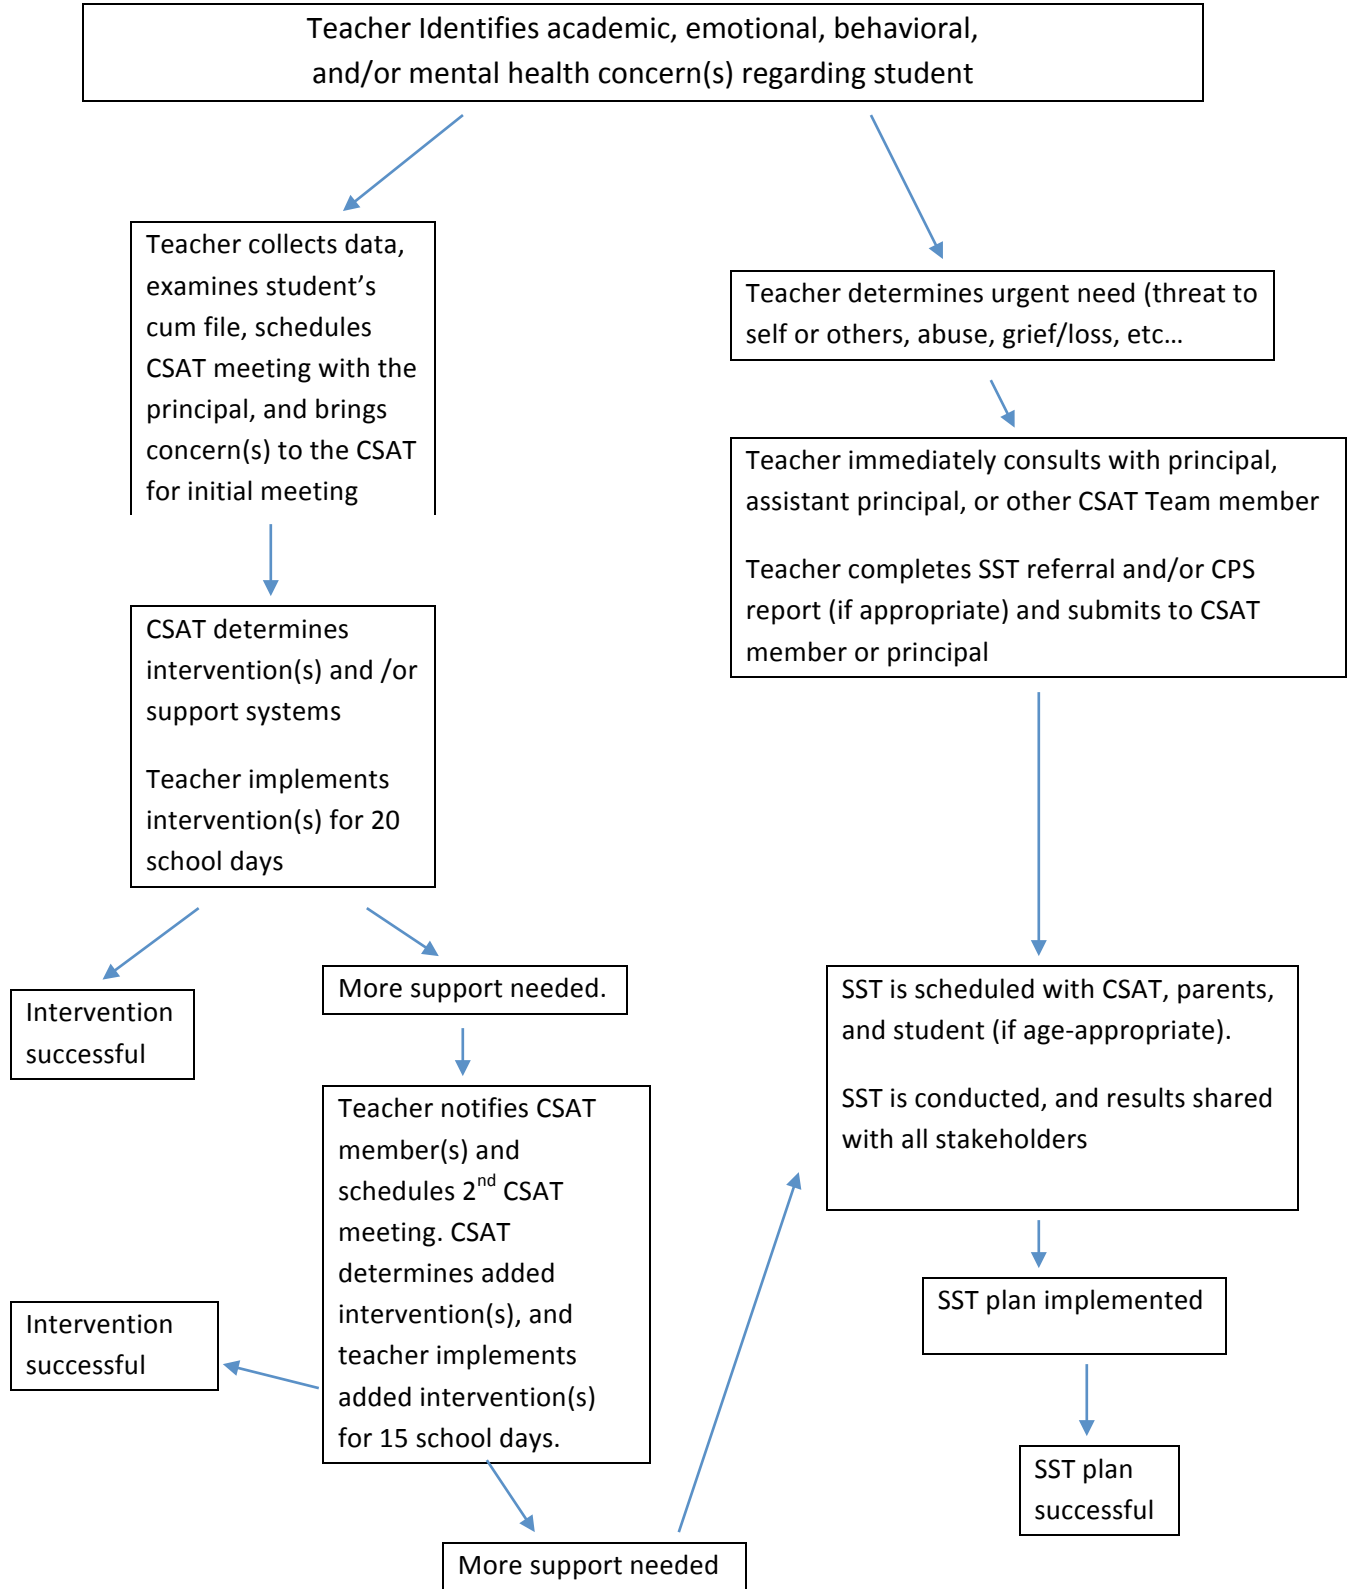 Teacher Identifies academic, emotional, behavioral,
and/or mental health concern(s) regarding student
Teacher collects data,
examines student’s
cum file, schedules
CSAT meeting with the
principal, and brings
concern(s) to the CSAT
for initial meeting
Teacher determines urgent need (threat to
self or others, abuse, grief/loss, etc…
Teacher immediately consults with principal,
assistant principal, or other CSAT Team member
Teacher completes SST referral and/or CPS
report (if appropriate) and submits to CSAT
member or principal
CSAT determines
intervention(s) and /or
support systems
Teacher implements
intervention(s) for 20
school days
Intervention
successful
More support needed.
Teacher notifies CSAT
member(s) and
schedules 2nd CSAT
meeting. CSAT
determines added
intervention(s), and
teacher implements
added intervention(s)
for 15 school days.
Intervention
successful
More support needed
SST is scheduled with CSAT, parents,
and student (if age-appropriate).
SST is conducted, and results shared
with all stakeholders
SST plan implemented
SST plan
successful